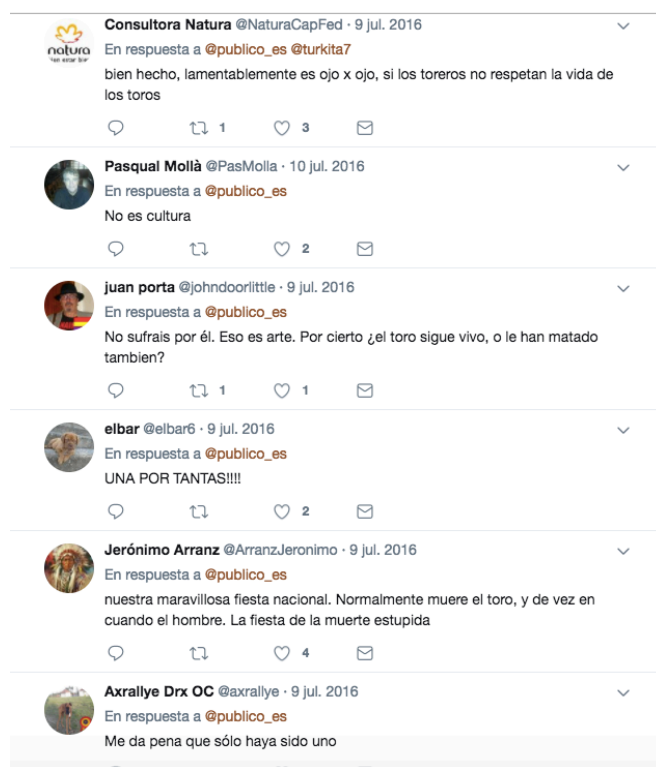 natura
Consultora Natura @NaturaCapFed · 9 jul. 2016
En respuesta a @publico_es @turkita7
bien hecho, lamentablemente es ojo x ojo, si los toreros no respetan la vida de
los toros
1 3
Pasqual Mollà @PasMolla · 10 jul. 2016
En respuesta a @publico_es
No es cultura
2
juan porta @johndoorlittle · 9 jul. 2016
En respuesta a @publico_es
No sufrais por él. Eso es arte. Por cierto ¿el toro sigue vivo, o le han matado
tambien?
1 1
elbar @elbar6 · 9 jul. 2016
En respuesta a @publico_es
UNA POR TANTAS!!!!
2
Jerónimo Arranz @ArranzJeronimo · 9 jul. 2016
En respuesta a @publico_es
nuestra maravillosa fiesta nacional. Normalmente muere el toro, y de vez en
cuando el hombre. La fiesta de la muerte estupida
4
Axrallye Drx OC @axrallye · 9 jul. 2016
En respuesta a @publico_es
Me da pena que sólo haya sido uno